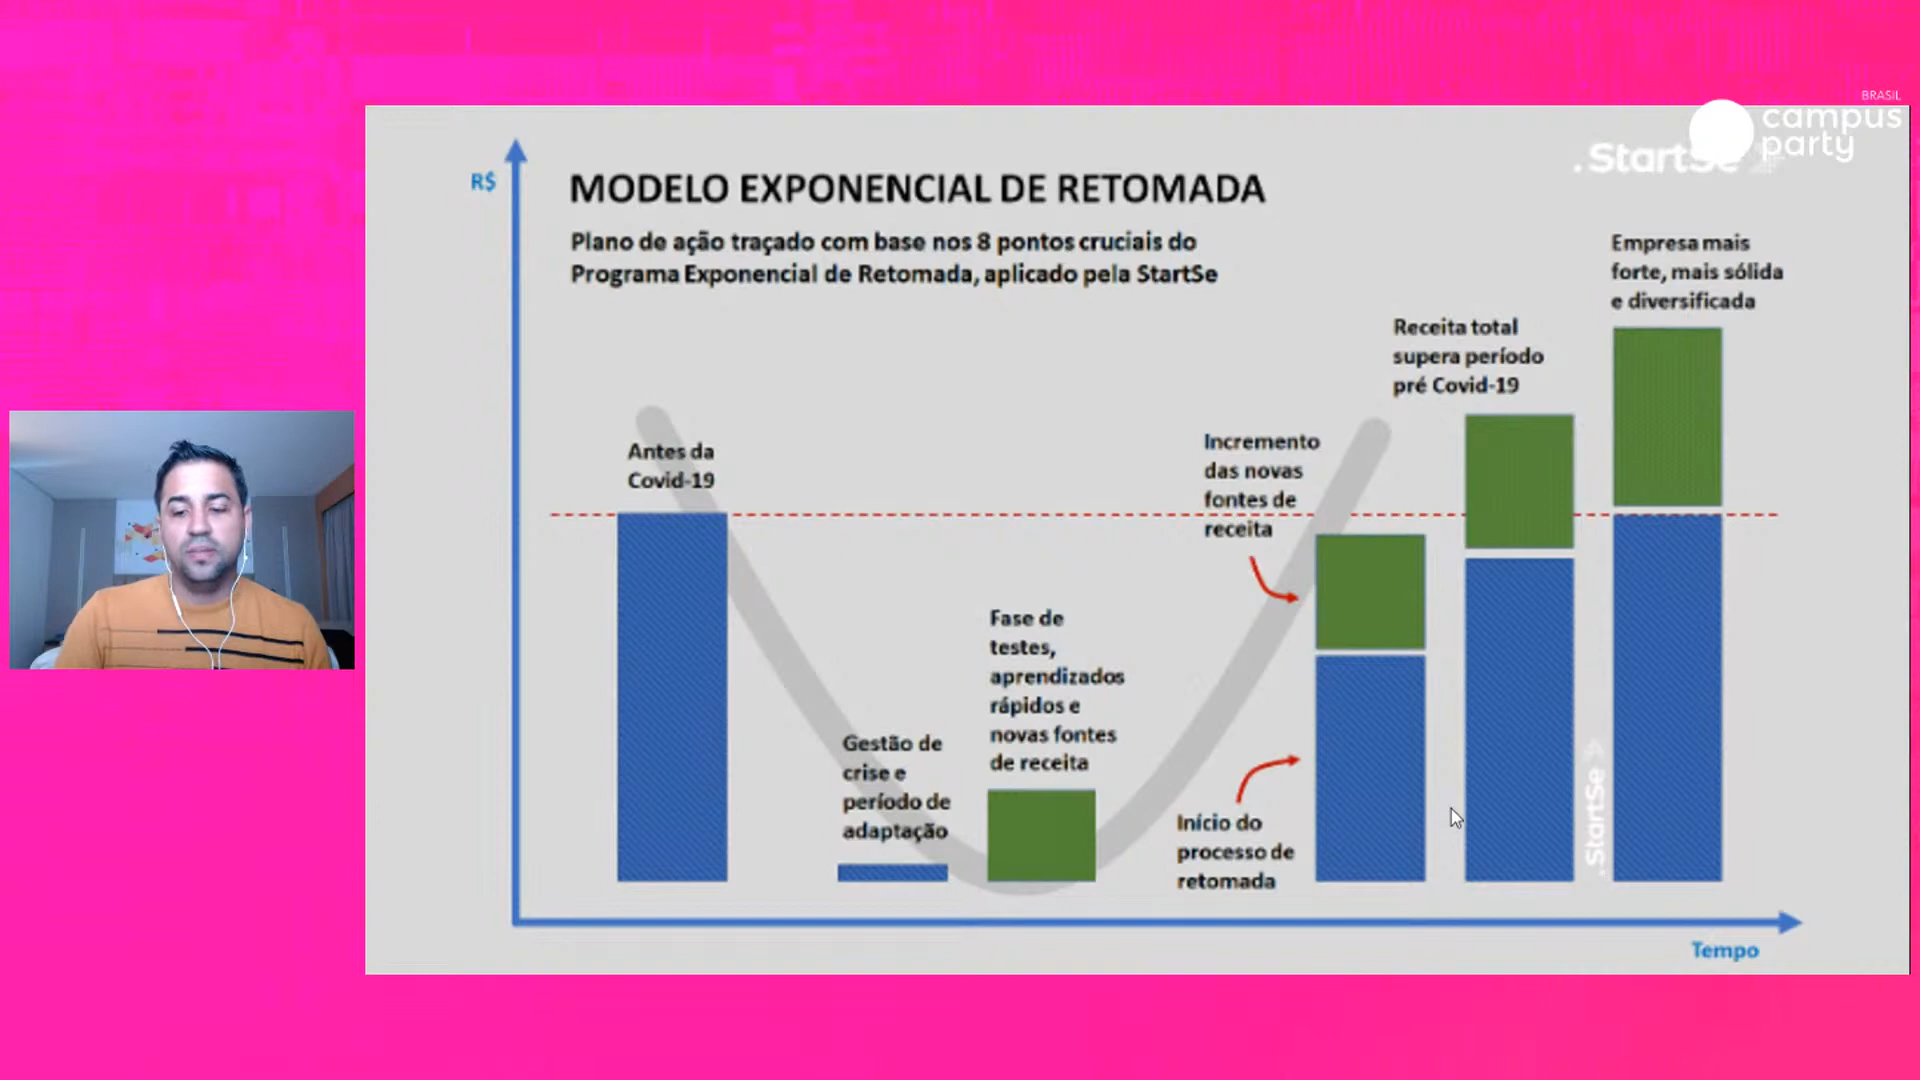 BRASIL
campus
party
.StartSe
R$
MODELO EXPONENCIAL DE RETOMADA
Plano de ação traçado com base nos 8 pontos cruciais do
Programa Exponencial de Retomada, aplicado pela StartSe
Empresa mais
forte, mais sólida
e diversificada
Receita total
supera período
pré Covid-19
Incremento
das novas
fontes de
receita
Antes da
Covid-19
Fase de
testes,
aprendizados
rápidos e
novas fontes
de receita
Gestão de
crise e
período de
adaptação
Início do
processo de
retomada
.StartSe
Tempo